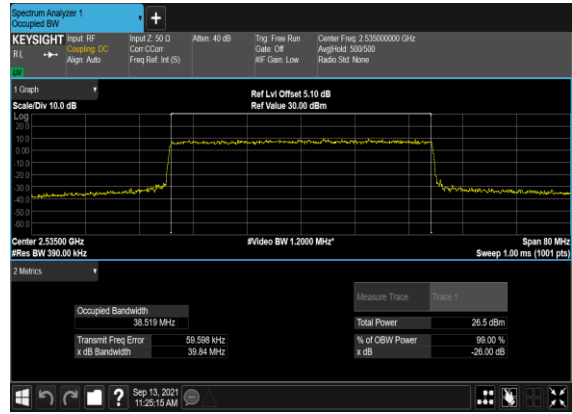 Spectrum Analyzer 1
Occupied BW
+
KEYSIGHT Input: RF
RL Coupling: DC
Align: Auto
Input Z: 50 Ω
Corr CCorr
Freq Ref: Int (S)
Atten: 40 dB
Trig: Free Run
Gate: Off
#IF Gain: Low
Center Freq: 2.535000000 GHz
Avg|Hold: 500/500
Radio Std: None
1 Graph
Scale/Div 10.0 dB
Ref Lvl Offset 5.10 dB
Ref Value 30.00 dBm
Log
20.0
10.0
0.00
-10.0
-20.0
-30.0
-40.0
-50.0
-60.0
Center 2.53500 GHz
#Res BW 390.00 kHz
#Video BW 1.2000 MHz*
Span 80 MHz
Sweep 1.00 ms (1001 pts)
2 Metrics
Measure Trace Trace 1
Occupied Bandwidth
38.519 MHz
Total Power 26.5 dBm
Transmit Freq Error 59.598 kHz
% of OBW Power 99.00 %
x dB Bandwidth 39.84 MHz
x dB -26.00 dB
?
Sep 13, 2021
11:25:15 AM